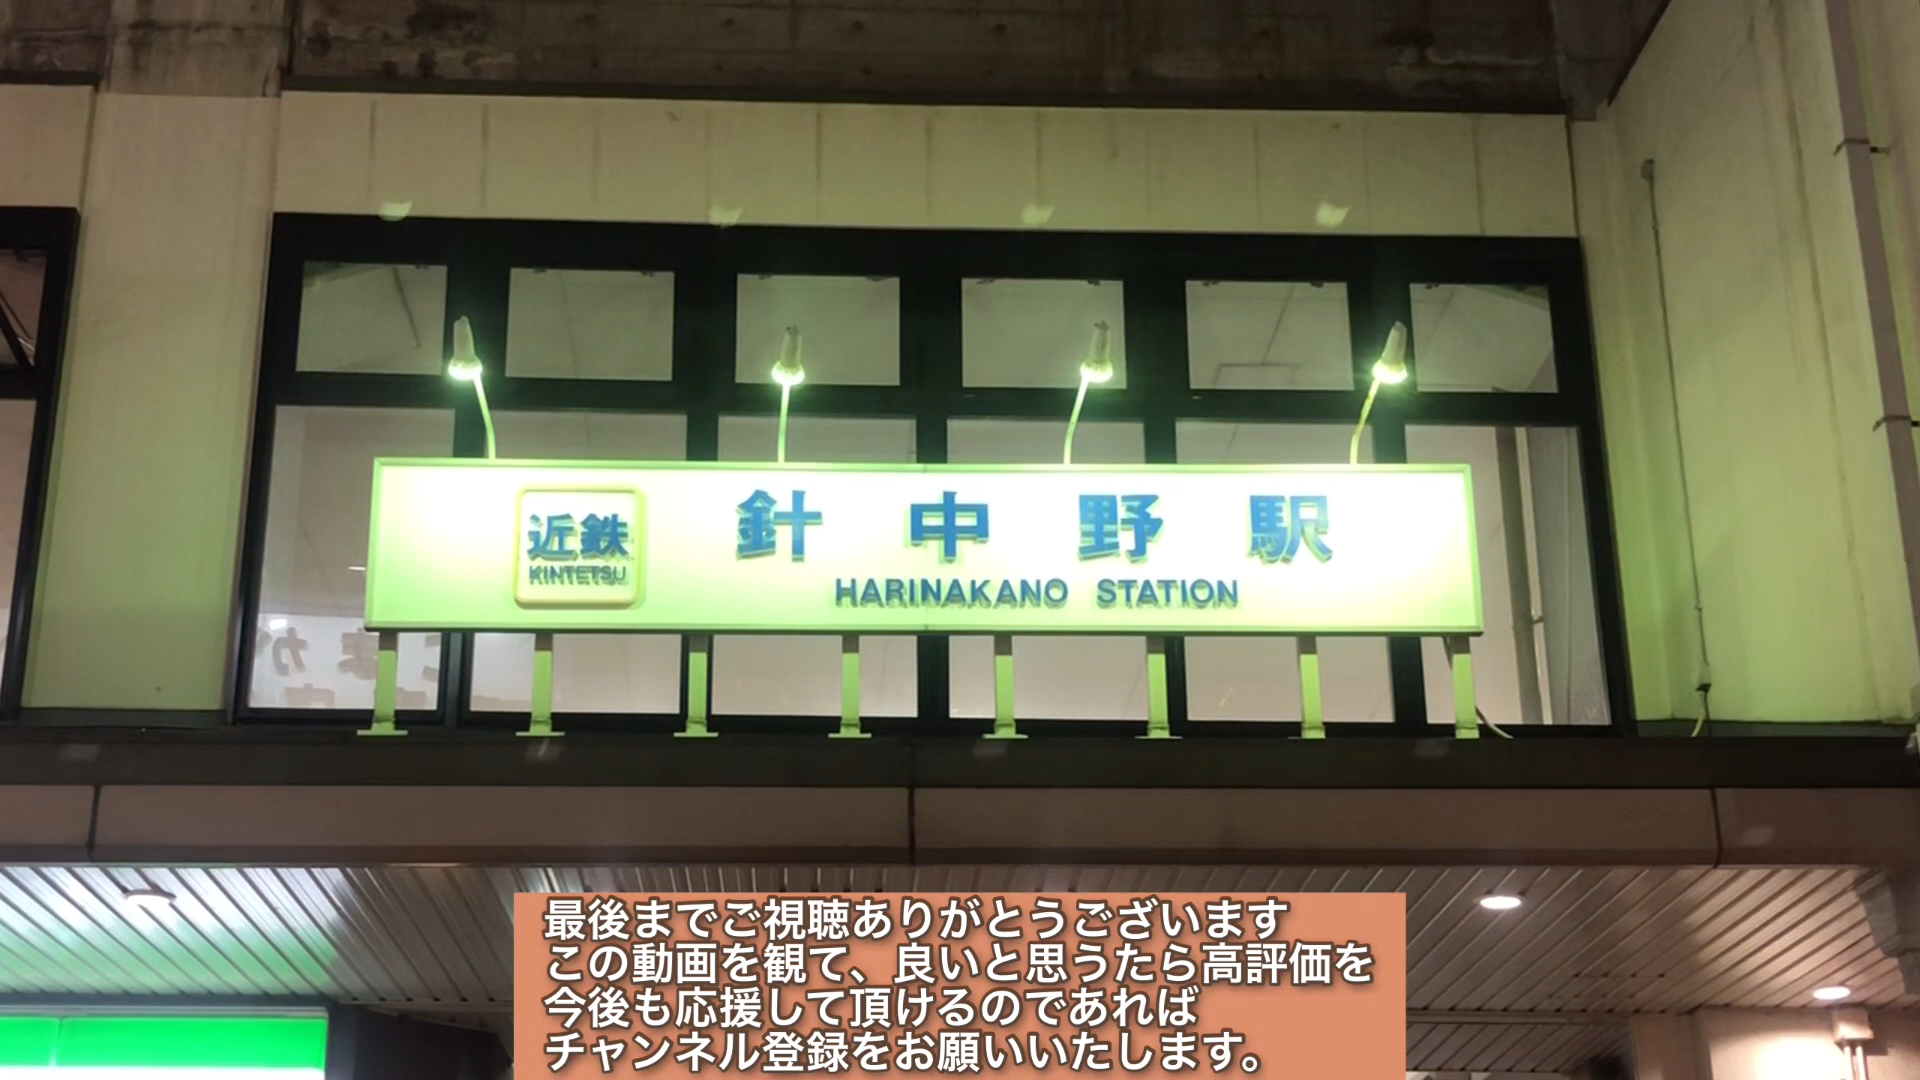 近鉄
KINTETSU
針中野駅
HARINAKANO STATION
最後までご視聴ありがとうございます
この動画を観て、良いと思うたら高評価を
今後も応援して頂けるのであれば
チャンネル登録をお願いいたします。